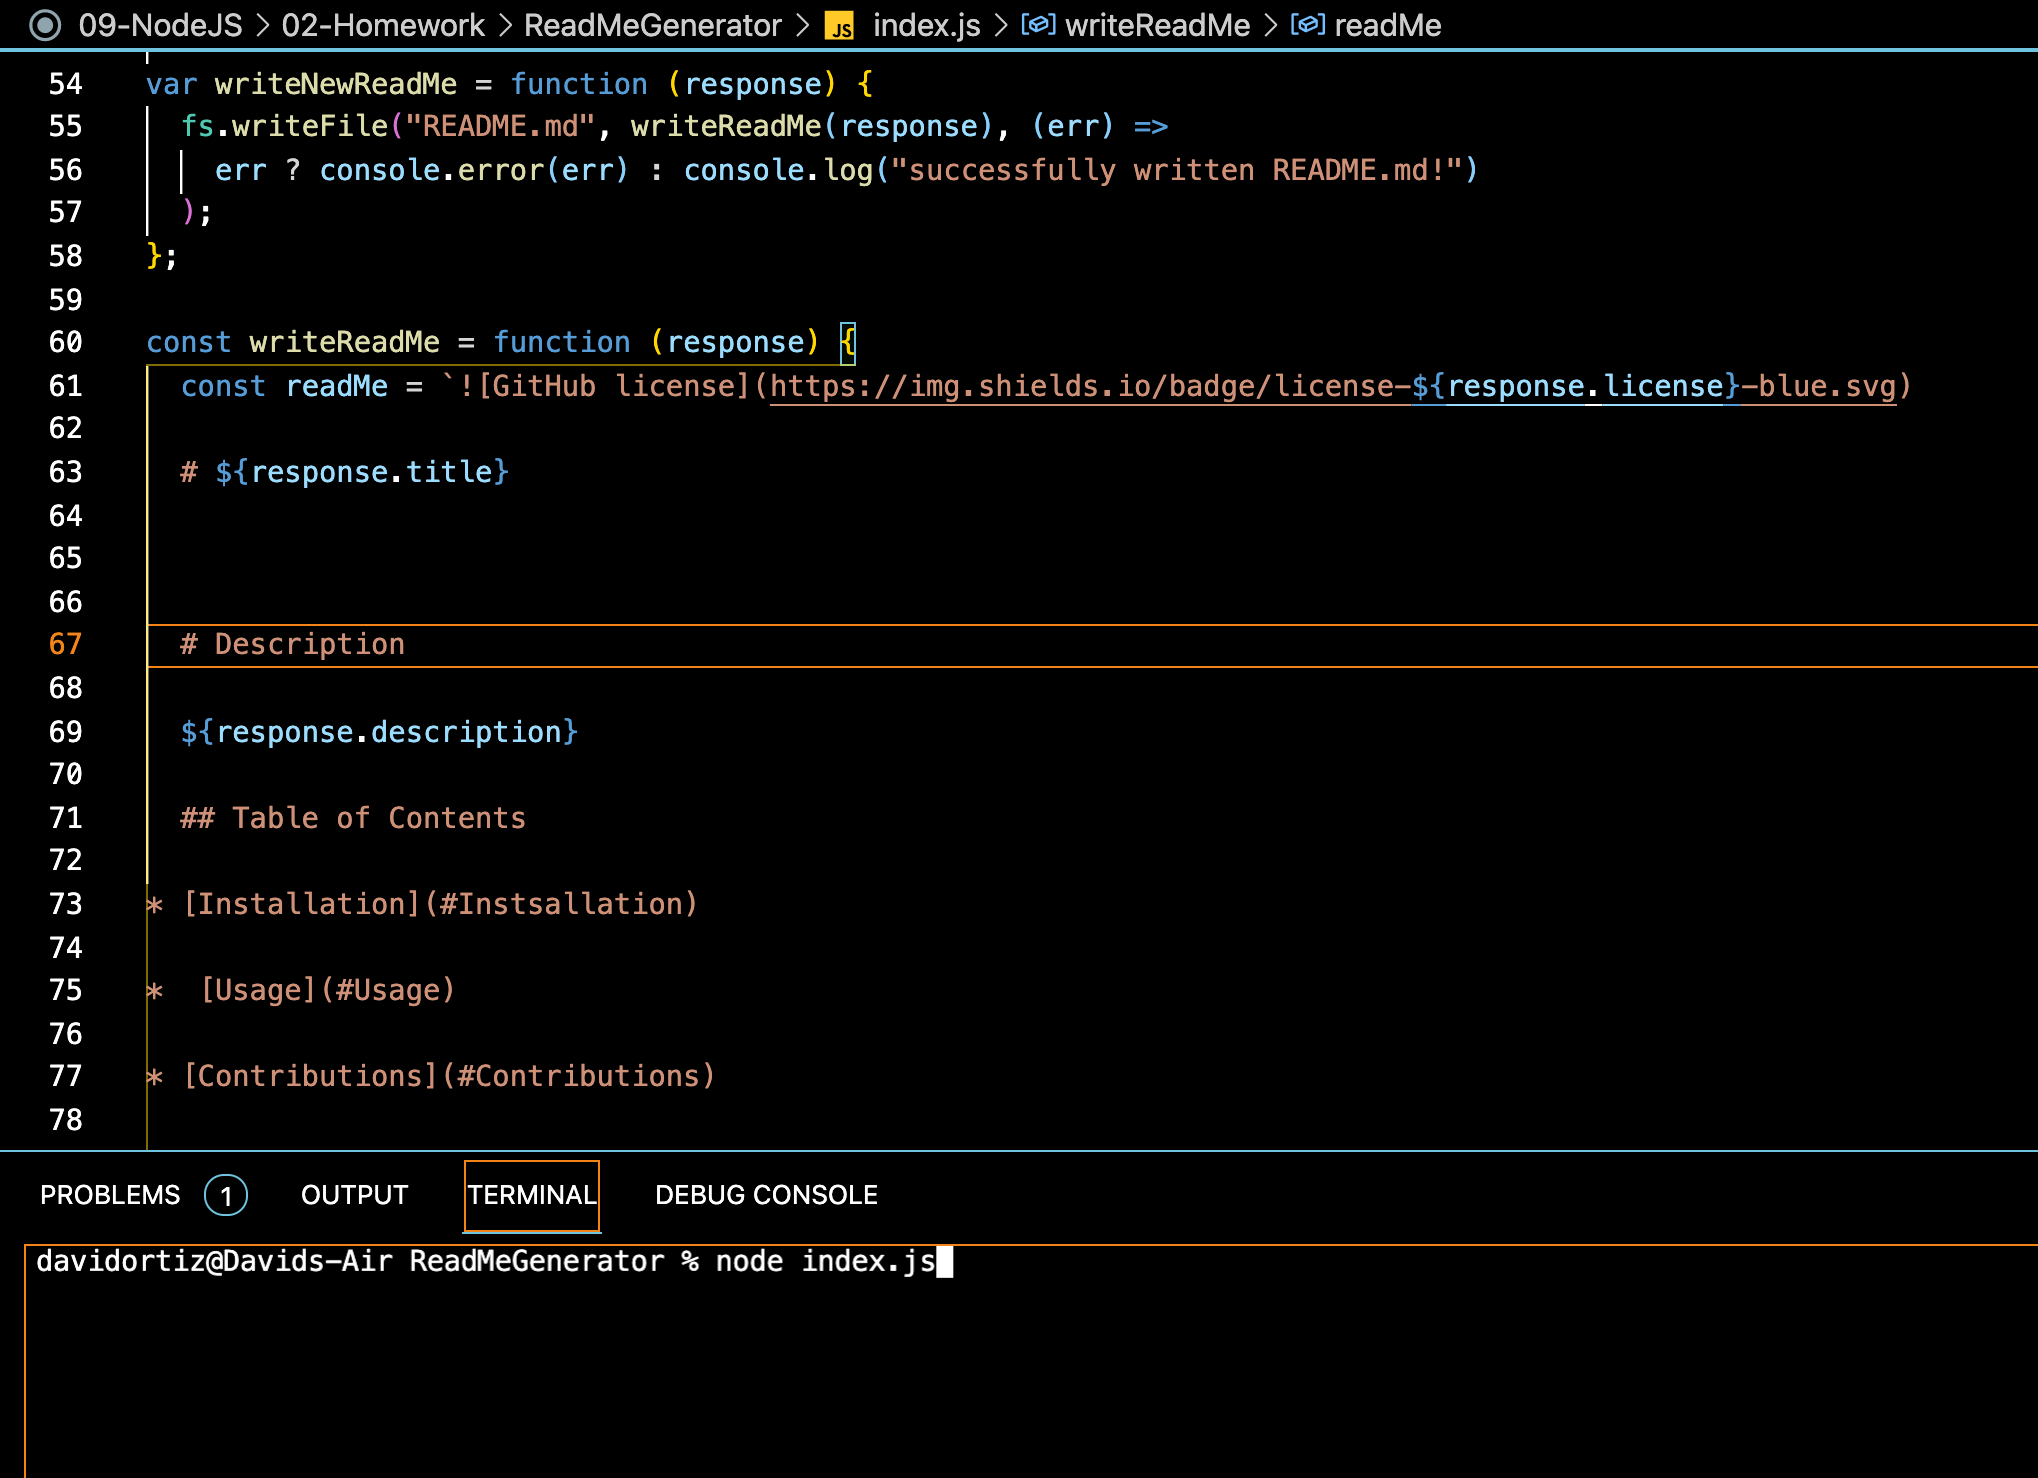 09-NodeJS > 02-Homework > ReadMeGenerator > JS index.js > writeReadMe > readMe
54 var writeNewReadMe = function (response) {
55 fs.writeFile("README.md", writeReadMe(response), (err) =>
56 err ? console.error(err) : console.log("successfully written README.md!")
57 );
58 };
59
60 const writeReadMe = function (response) {
61 const readMe = `![GitHub license](https://img.shields.io/badge/license-${response.license}-blue.svg)
62
63 # ${response.title}
64
65
66
67 # Description
68
69 ${response.description}
70
71 ## Table of Contents
72
73 * [Installation](#Instsallation)
74
75 *  [Usage](#Usage)
76
77 * [Contributions](#Contributions)
78
PROBLEMS 1 OUTPUT TERMINAL DEBUG CONSOLE
davidortiz@Davids-Air ReadMeGenerator % node index.js